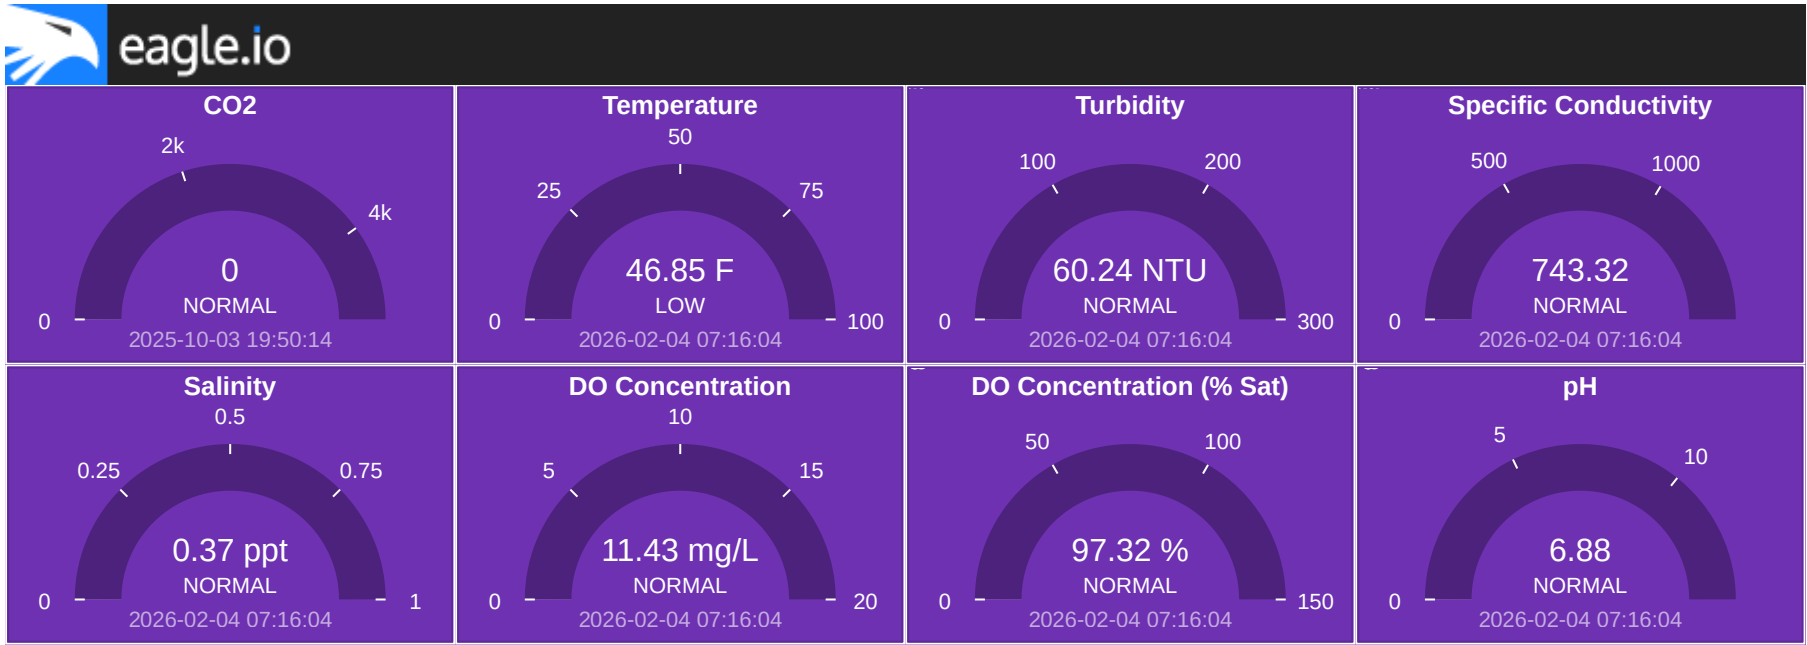 eagle.io
CO2
2k
4k
0
0
NORMAL
2025-10-03 19:50:14
Temperature
50
25
75
46.85 F
LOW
0
100
2026-02-04 07:16:04
Turbidity
100
200
60.24 NTU
NORMAL
0
300
2026-02-04 07:16:04
Specific Conductivity
500
1000
743.32
NORMAL
0
2026-02-04 07:16:04
Salinity
0.5
0.25
0.75
0.37 ppt
NORMAL
0
1
2026-02-04 07:16:04
DO Concentration
10
5
15
11.43 mg/L
NORMAL
0
20
2026-02-04 07:16:04
DO Concentration (% Sat)
50
100
97.32 %
NORMAL
0
150
2026-02-04 07:16:04
pH
5
10
6.88
NORMAL
0
2026-02-04 07:16:04